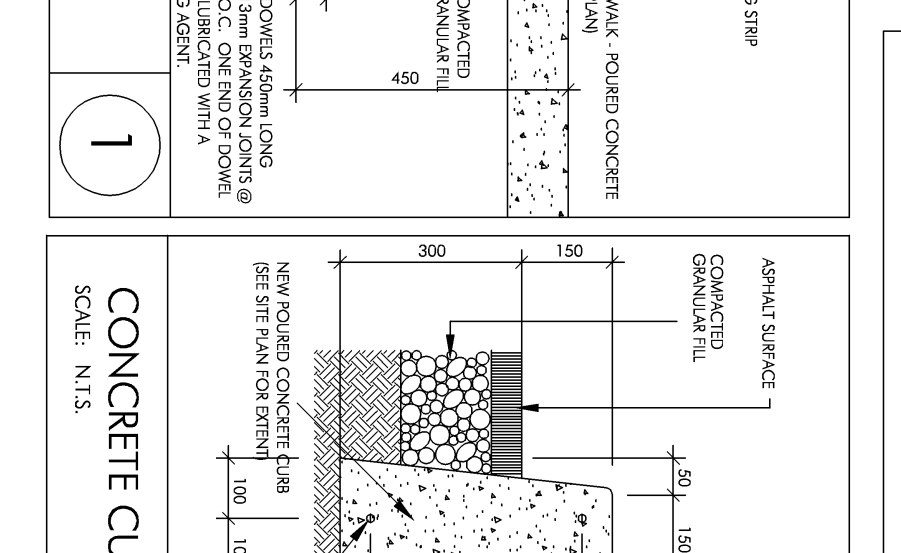 G STRIP
WALK - POURED CONCRETE
PLAN)
OMPACTED
RANULAR FILL
450
DOWELS 450mm LONG
3mm EXPANSION JOINTS @
O.C. ONE END OF DOWEL
LUBRICATED WITH A
G AGENT.
1
ASPHALT SURFACE
COMPACTED
GRANULAR FILL
300
150
50
150
NEW POURED CONCRETE CURB
(SEE SITE PLAN FOR EXTENT)
100
10
CONCRETE CU
SCALE: N.T.S.